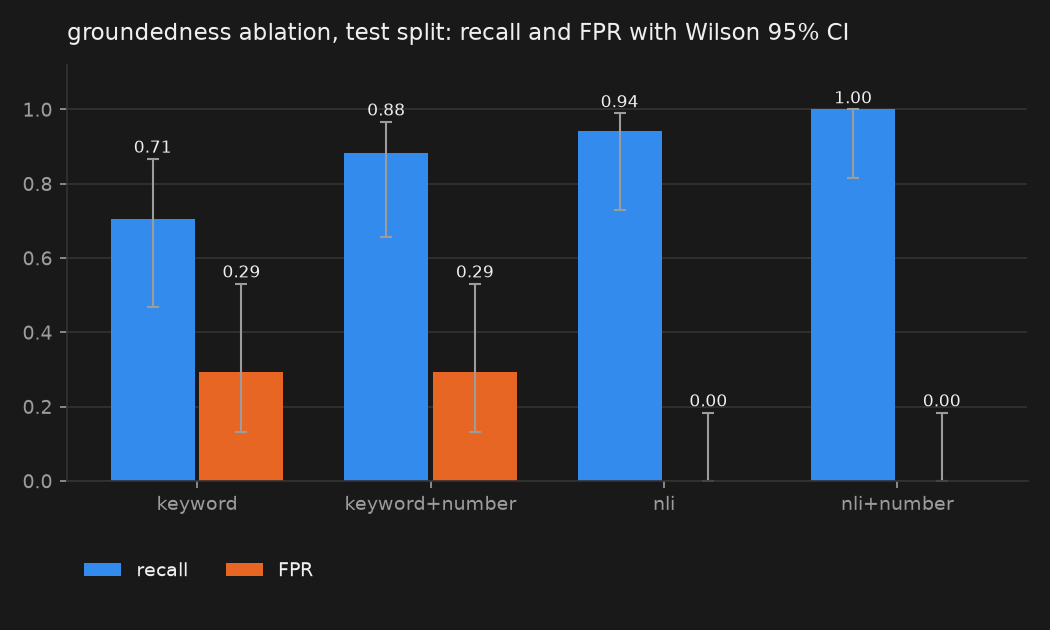 groundedness ablation, test split: recall and FPR with Wilson 95% CI
1.0
0.8
0.6
0.4
0.2
0.0
0.71
0.29
0.88
0.29
0.94
0.00
1.00
0.00
keyword
keyword+number
nli
nli+number
recall
FPR